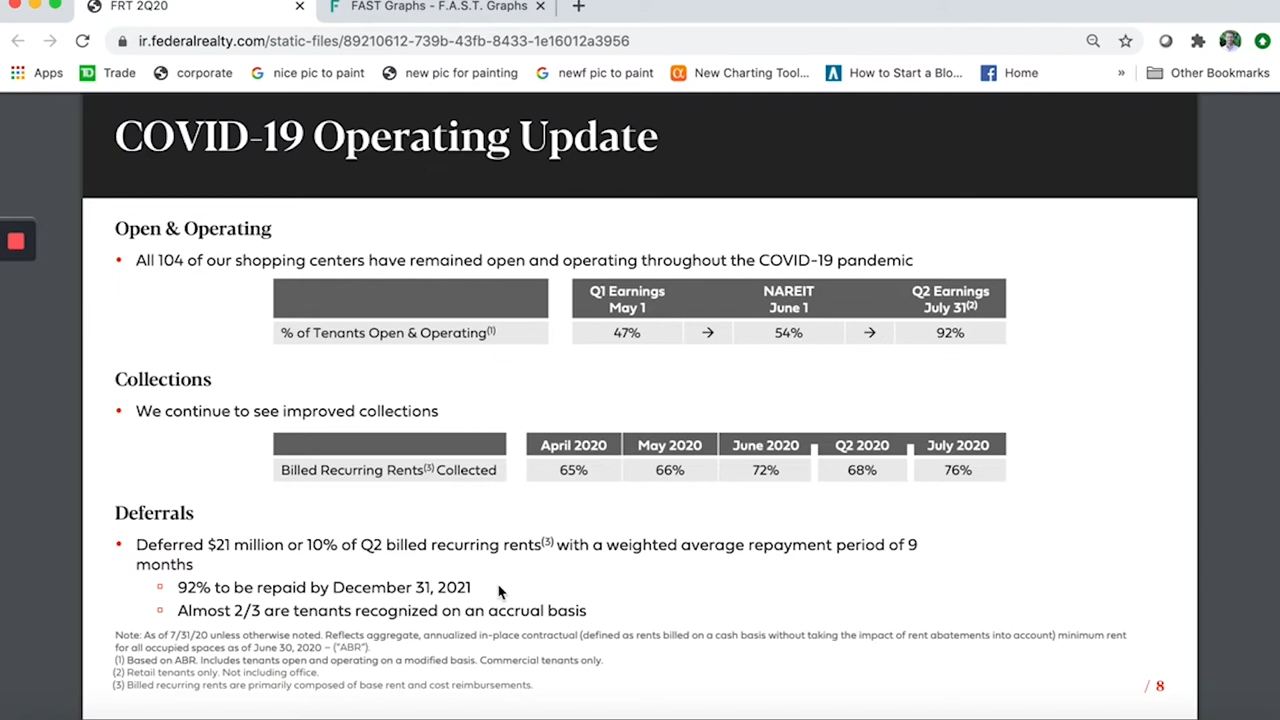 FRT 2Q20
FAST Graphs - F.A.S.T. Graphs
ir.federalrealty.com/static-files/89210612-739b-43fb-8433-1e16012a3956
Apps Trade corporate nice pic to paint new pic for painting newf pic to paint New Charting Tool... How to Start a Blo... Home » Other Bookmarks
COVID-19 Operating Update
Open & Operating
• All 104 of our shopping centers have remained open and operating throughout the COVID-19 pandemic
Q1 Earnings NAREIT Q2 Earnings
May 1 June 1 July 31(2)
% of Tenants Open & Operating(1) 47% → 54% → 92%
Collections
• We continue to see improved collections
April 2020 May 2020 June 2020 Q2 2020 July 2020
Billed Recurring Rents(3) Collected 65% 66% 72% 68% 76%
Deferrals
• Deferred $21 million or 10% of Q2 billed recurring rents(3) with a weighted average repayment period of 9
months
92% to be repaid by December 31, 2021
Almost 2/3 are tenants recognized on an accrual basis
Note: As of 7/31/20 unless otherwise noted. Reflects aggregate, annualized in-place contractual (defined as rents billed on a cash basis without taking the impact of rent abatements into account) minimum rent
for all occupied spaces as of June 30, 2020 – ("ABR").
(1) Based on ABR. Includes tenants open and operating on a modified basis. Commercial tenants only.
(2) Retail tenants only. Not including office.
(3) Billed recurring rents are primarily composed of base rent and cost reimbursements.
/ 8